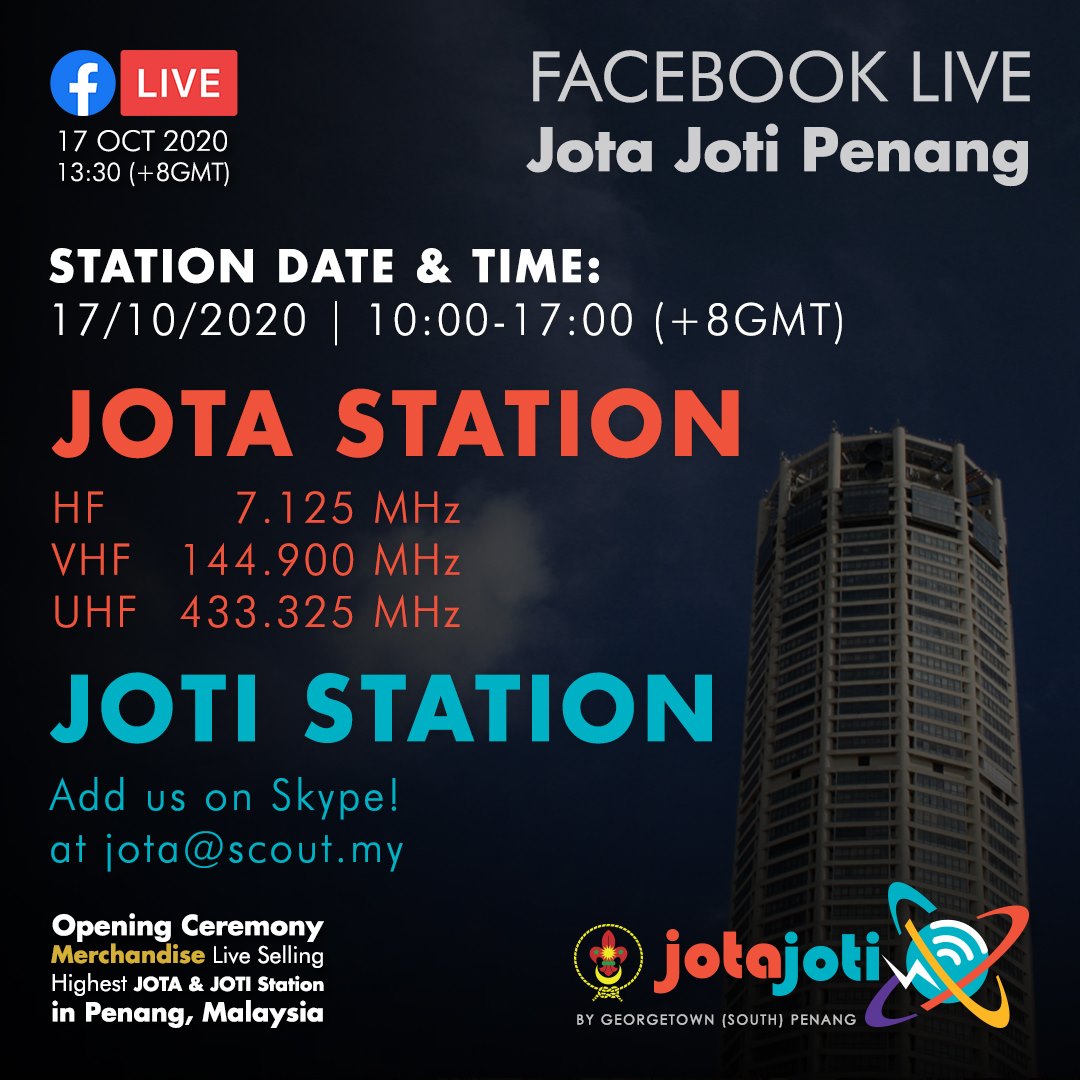 f LIVE
17 OCT 2020
13:30 (+8GMT)
FACEBOOK LIVE
Jota Joti Penang
STATION DATE & TIME:
17/10/2020 | 10:00-17:00 (+8GMT)
JOTA STATION
HF 7.125 MHz
VHF 144.900 MHz
UHF 433.325 MHz
JOTI STATION
Add us on Skype!
at jota@scout.my
Opening Ceremony
Merchandise Live Selling
Highest JOTA & JOTI Station
in Penang, Malaysia
jotajoti
BY GEORGETOWN (SOUTH) PENANG